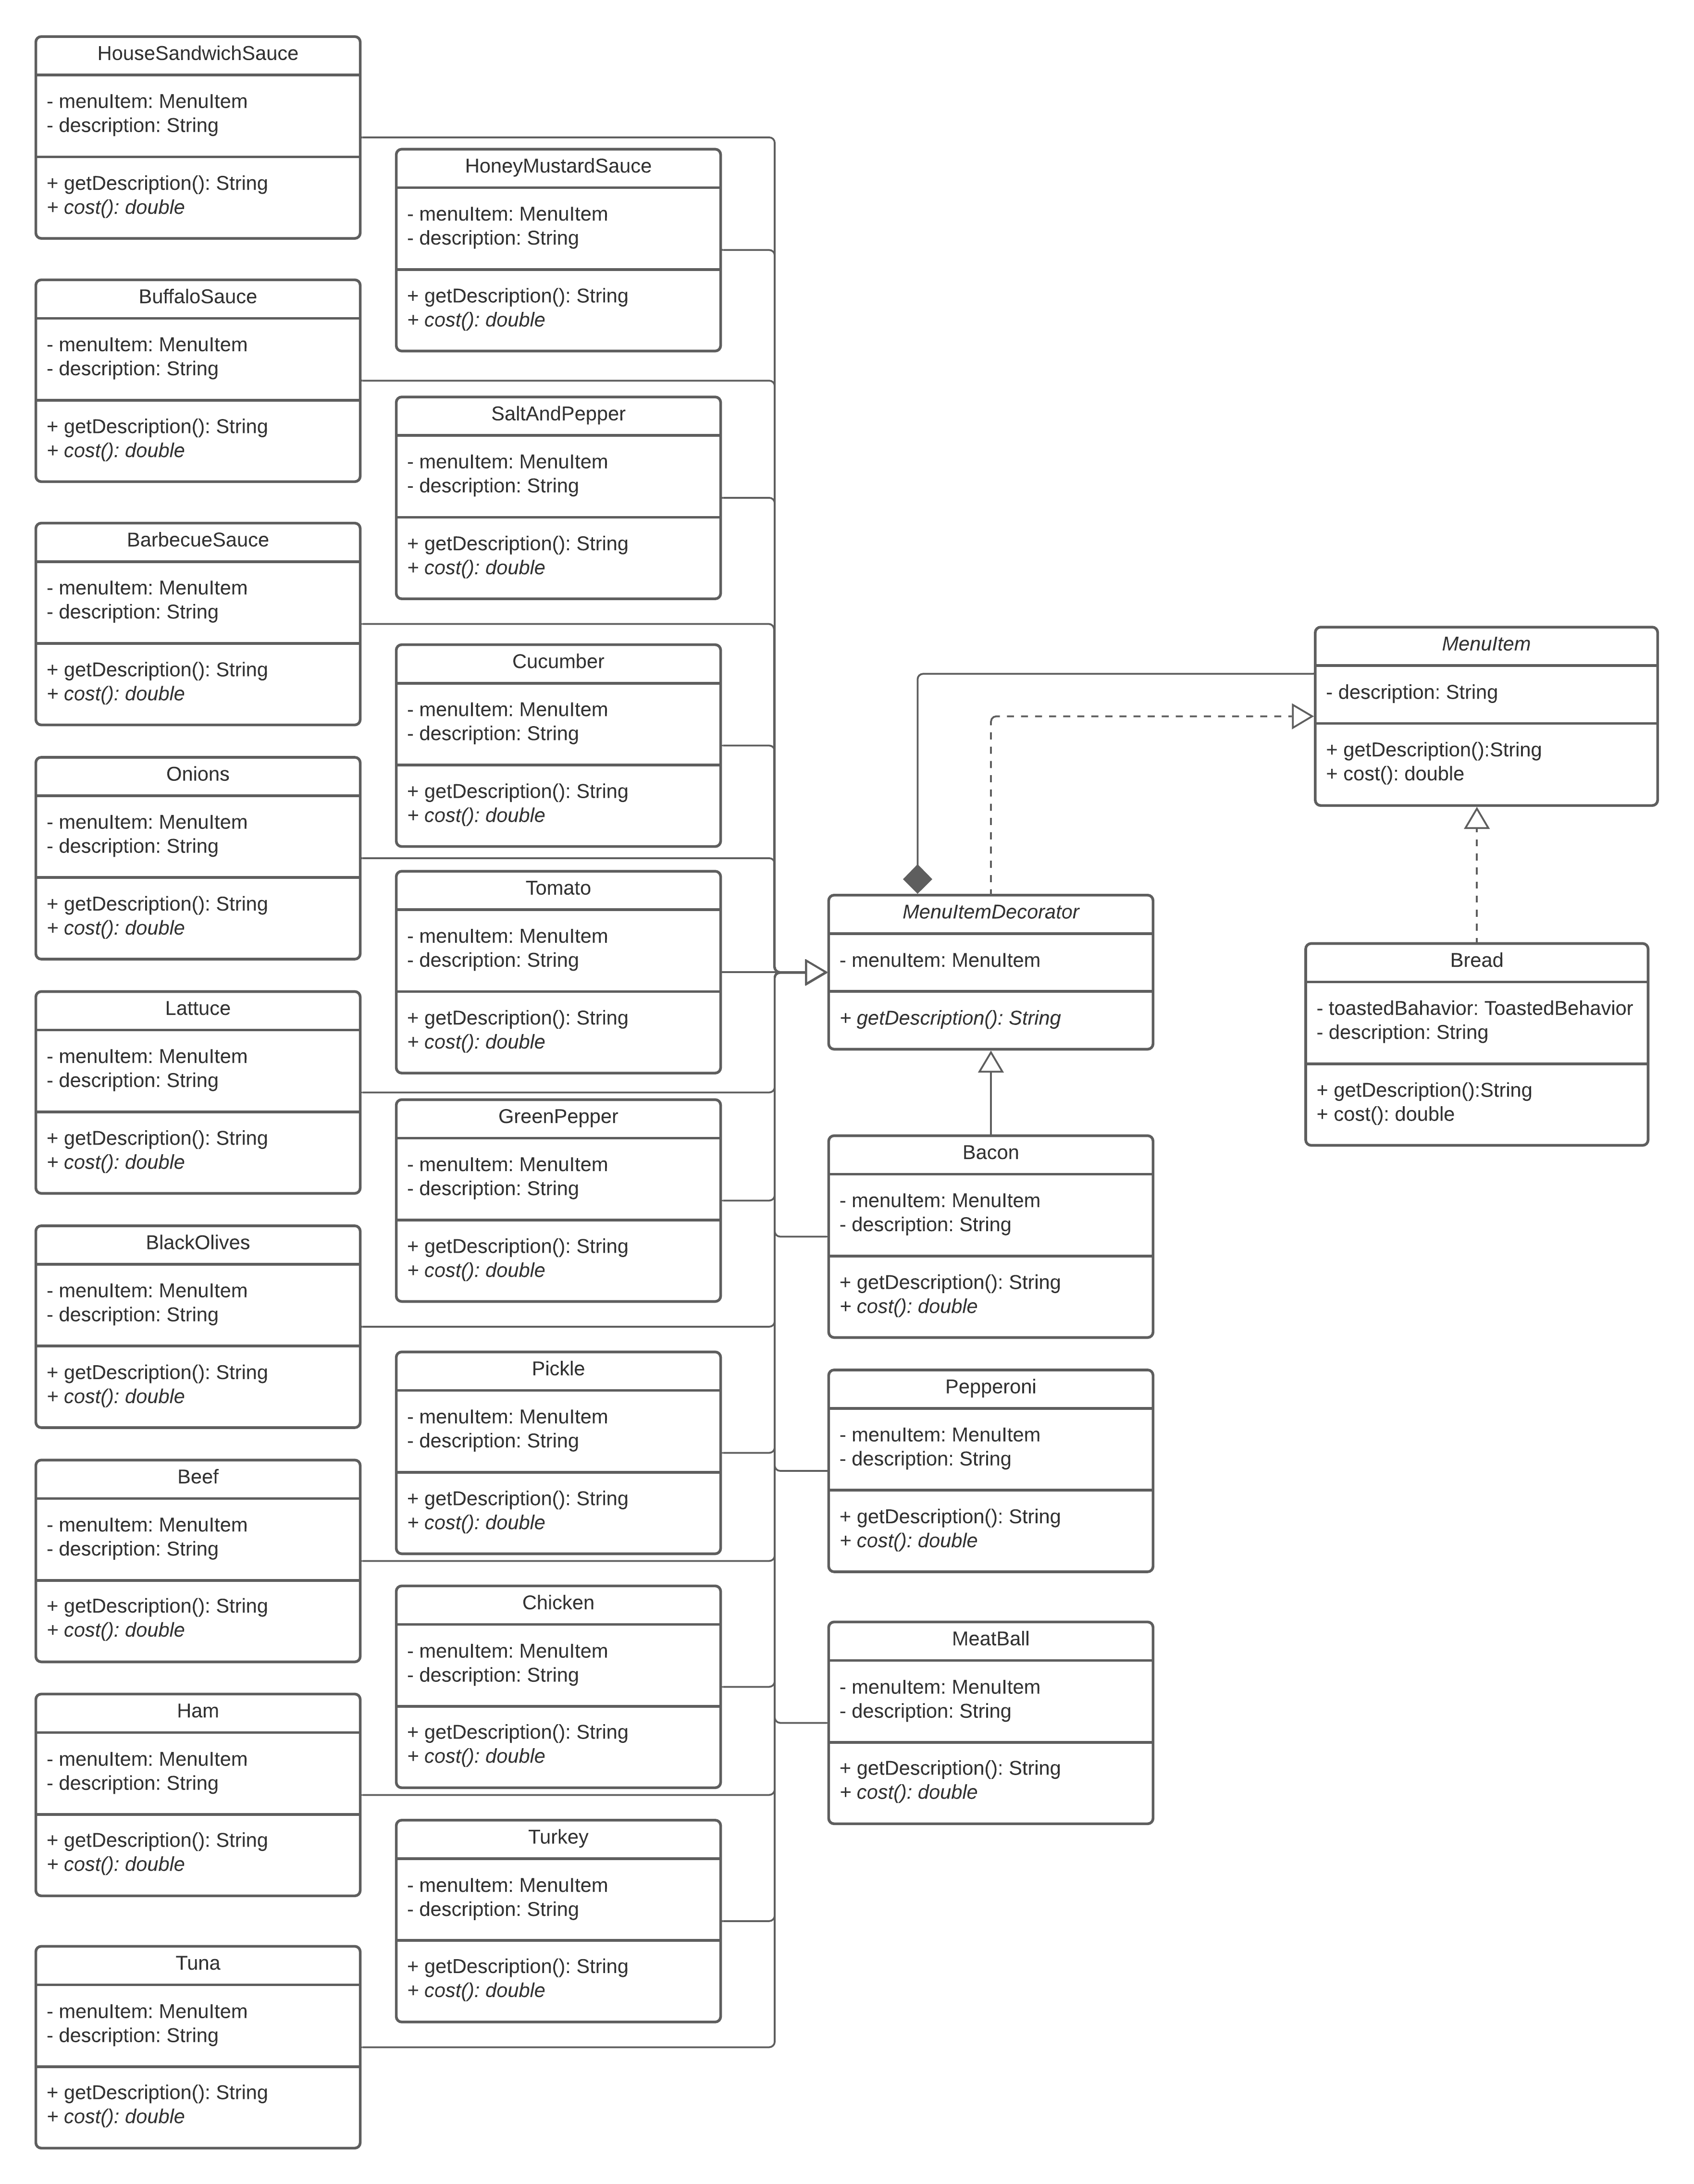 HouseSandwichSauce
- menuItem: MenuItem
- description: String
+ getDescription(): String
+ cost(): double
BuffaloSauce
- menuItem: MenuItem
- description: String
+ getDescription(): String
+ cost(): double
BarbecueSauce
- menuItem: MenuItem
- description: String
+ getDescription(): String
+ cost(): double
Onions
- menuItem: MenuItem
- description: String
+ getDescription(): String
+ cost(): double
Lattuce
- menuItem: MenuItem
- description: String
+ getDescription(): String
+ cost(): double
BlackOlives
- menuItem: MenuItem
- description: String
+ getDescription(): String
+ cost(): double
Beef
- menuItem: MenuItem
- description: String
+ getDescription(): String
+ cost(): double
Ham
- menuItem: MenuItem
- description: String
+ getDescription(): String
+ cost(): double
Tuna
- menuItem: MenuItem
- description: String
+ getDescription(): String
+ cost(): double
HoneyMustardSauce
- menuItem: MenuItem
- description: String
+ getDescription(): String
+ cost(): double
SaltAndPepper
- menuItem: MenuItem
- description: String
+ getDescription(): String
+ cost(): double
Cucumber
- menuItem: MenuItem
- description: String
+ getDescription(): String
+ cost(): double
Tomato
- menuItem: MenuItem
- description: String
+ getDescription(): String
+ cost(): double
GreenPepper
- menuItem: MenuItem
- description: String
+ getDescription(): String
+ cost(): double
Pickle
- menuItem: MenuItem
- description: String
+ getDescription(): String
+ cost(): double
Chicken
- menuItem: MenuItem
- description: String
+ getDescription(): String
+ cost(): double
Turkey
- menuItem: MenuItem
- description: String
+ getDescription(): String
+ cost(): double
MenuItemDecorator
- menuItem: MenuItem
+ getDescription(): String
Bacon
- menuItem: MenuItem
- description: String
+ getDescription(): String
+ cost(): double
Pepperoni
- menuItem: MenuItem
- description: String
+ getDescription(): String
+ cost(): double
MeatBall
- menuItem: MenuItem
- description: String
+ getDescription(): String
+ cost(): double
MenuItem
- description: String
+ getDescription():String
+ cost(): double
Bread
- toastedBahavior: ToastedBehavior
- description: String
+ getDescription():String
+ cost(): double